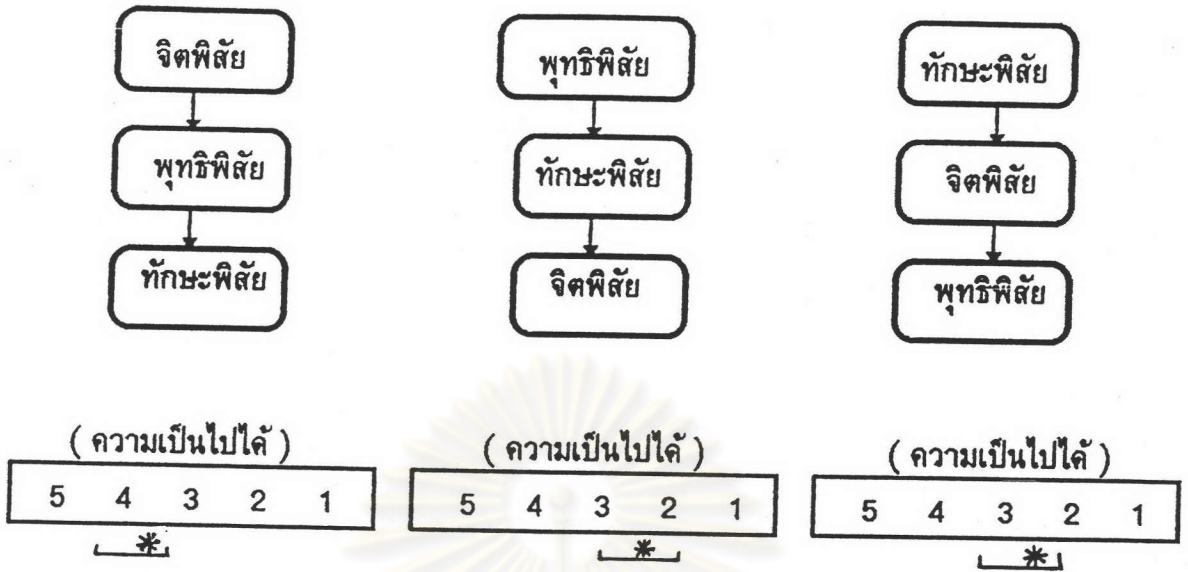 จิตพิสัย
พุทธิพิสัย
ทักษะพิสัย
พุทธิพิสัย
ทักษะพิสัย
จิตพิสัย
ทักษะพิสัย
จิตพิสัย
พุทธิพิสัย
( ความเป็นไปได้ )
5 4 3 2 1
*
( ความเป็นไปได้ )
5 4 3 2 1
*
( ความเป็นไปได้ )
5 4 3 2 1
*